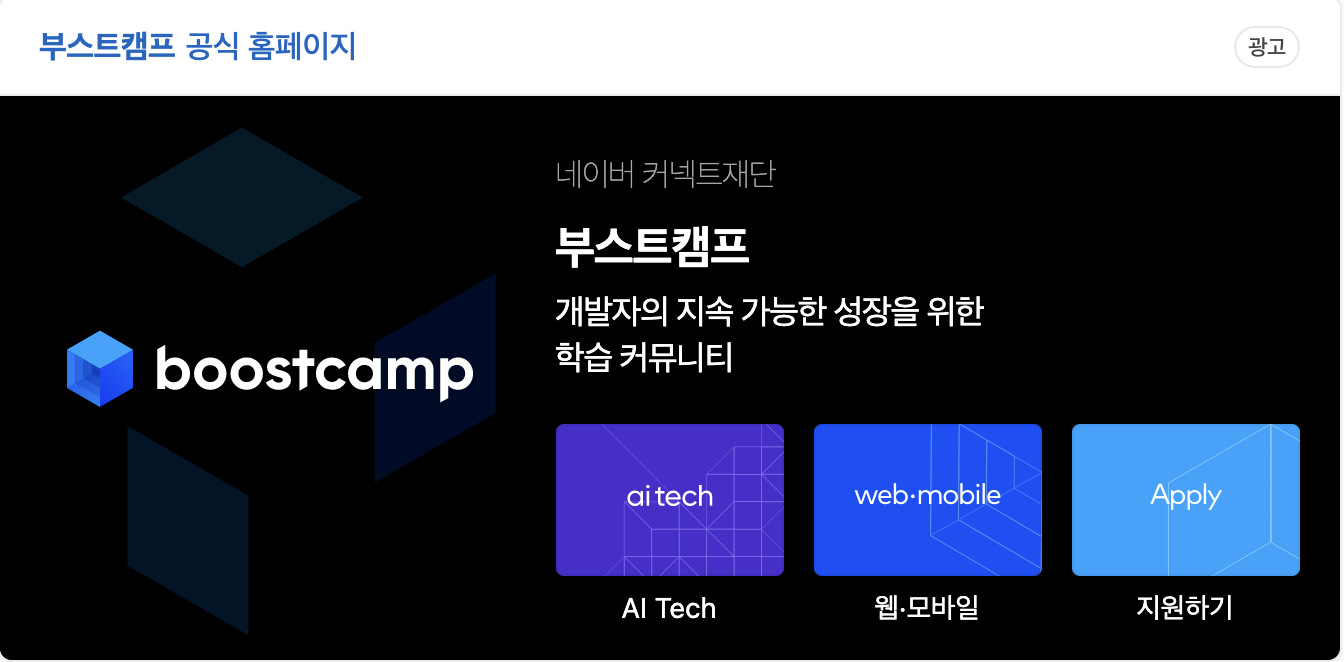 부스트캠프 공식 홈페이지
광고
네이버 커넥트재단
부스트캠프
개발자의 지속 가능한 성장을 위한
학습 커뮤니티
boostcamp
ai tech
web·mobile
Apply
AI Tech
웹·모바일
지원하기